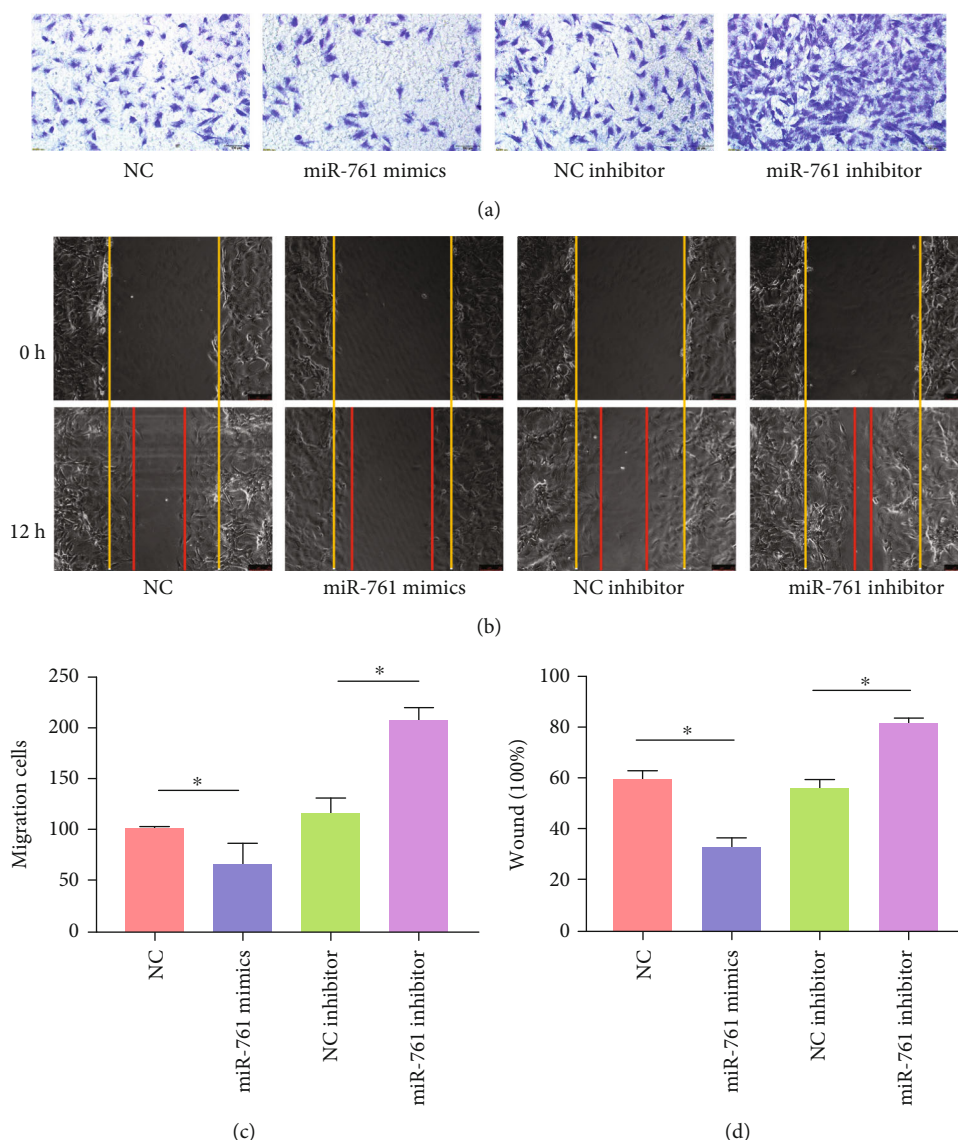 NC
miR-761 mimics
NC inhibitor
miR-761 inhibitor
(a)
0 h
12 h
NC
miR-761 mimics
NC inhibitor
miR-761 inhibitor
(b)
250
200
150
100
50
0
Migration cells
*
*
NC
miR-761 mimics
NC inhibitor
miR-761 inhibitor
(c)
100
80
60
40
20
0
Wound (100%)
*
*
NC
miR-761 mimics
NC inhibitor
miR-761 inhibitor
(d)